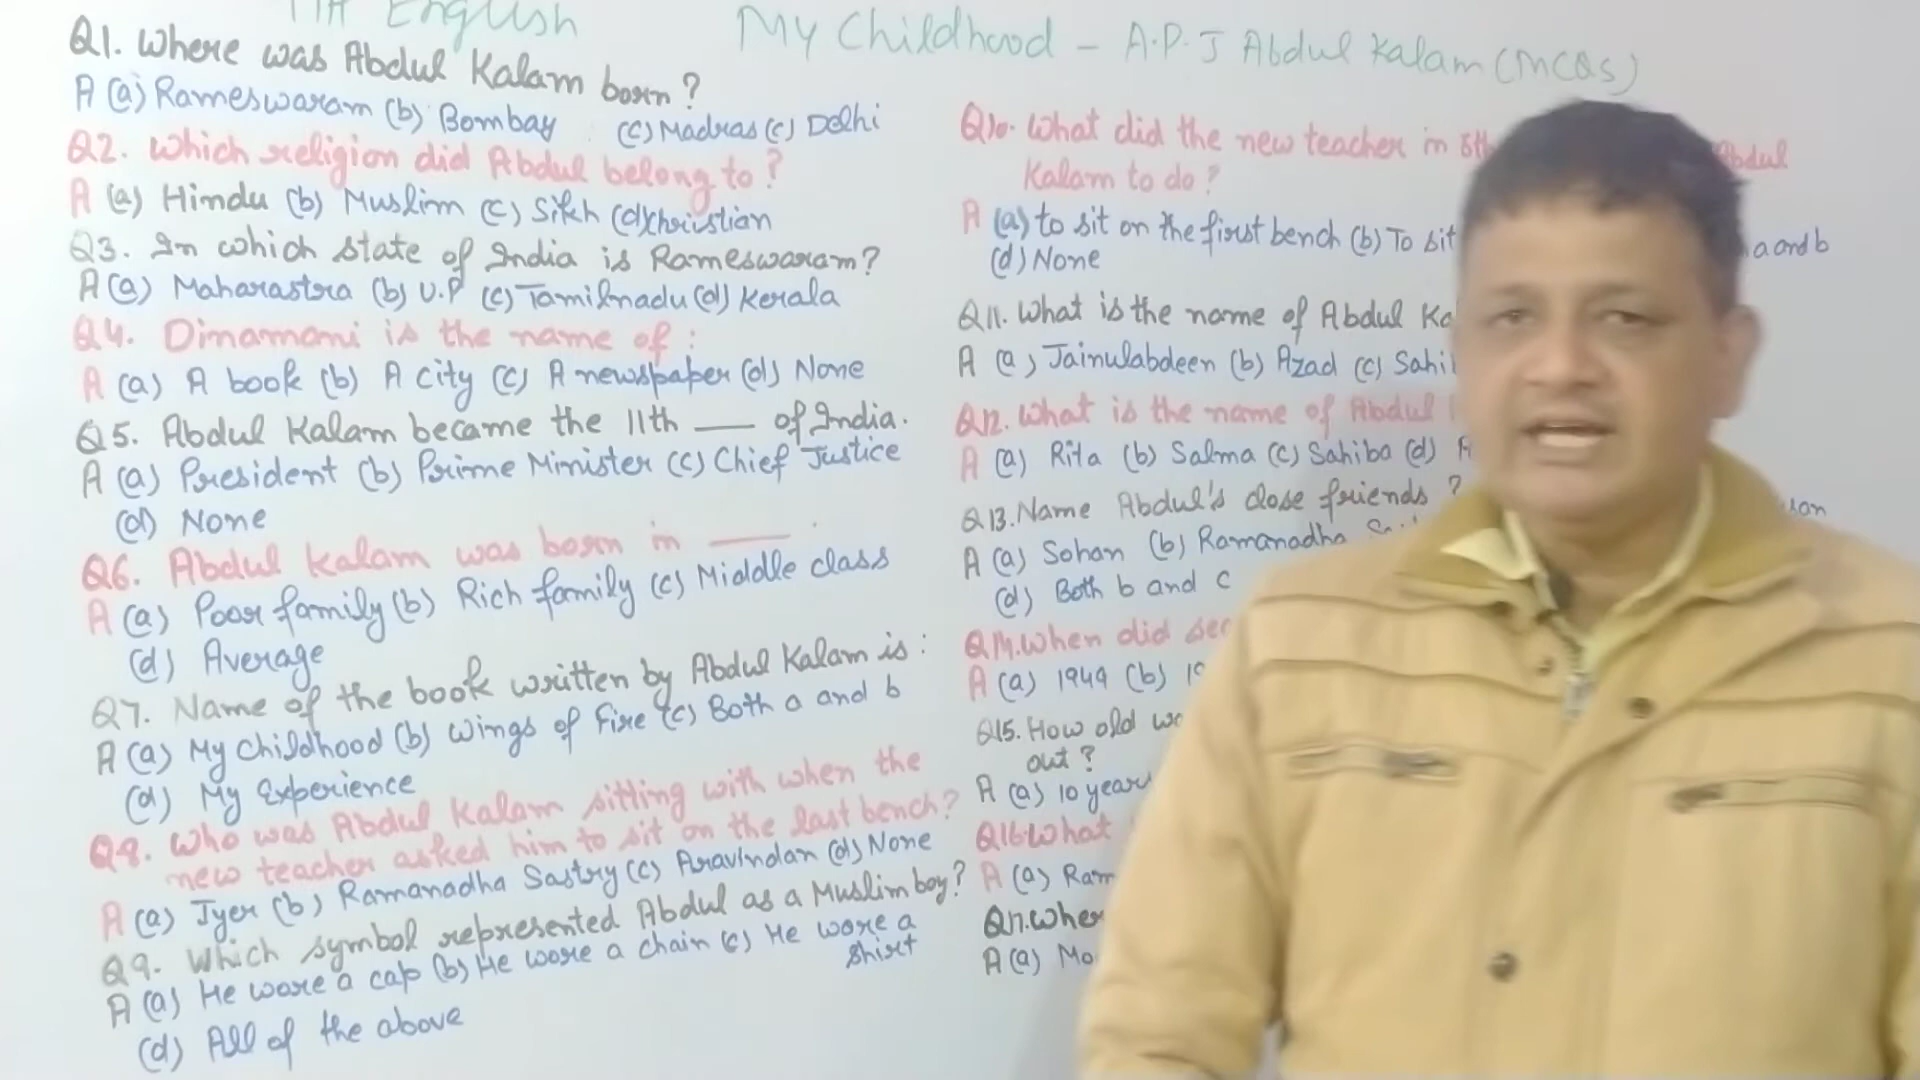 English
My Childhood - A.P.J Abdul Kalam (MCQs)
Q1. Where was Abdul Kalam born?
A (a) Rameswaram (b) Bombay (c) Madras (c) Delhi
Q2. Which religion did Abdul belong to?
A (a) Hindu (b) Muslim (c) Sikh (d) Christian
Q3. In which state of India is Rameswaram?
A (a) Maharastra (b) U.P (c) Tamilnadu (d) Kerala
Q4. Dinamani is the name of:
A (a) A book (b) A city (c) A newspaper (d) None
Q5. Abdul Kalam became the 11th ___ of India.
A (a) President (b) Prime Minister (c) Chief Justice
(d) None
Q6. Abdul Kalam was born in ____.
A (a) Poor family (b) Rich family (c) Middle class
(d) Average
Q7. Name of the book written by Abdul Kalam is:
A (a) My Childhood (b) Wings of Fire (c) Both a and b
(d) My Experience
Q8. Who was Abdul Kalam sitting with when the
new teacher asked him to sit on the last bench?
A (a) Iyer (b) Ramanadha Sastry (c) Aravindan (d) None
Q9. Which symbol represented Abdul as a Muslim boy?
A (a) He wore a cap (b) He wore a chain (c) He wore a
shirt
(d) All of the above
Q10. What did the new teacher in 5th Abdul
Kalam to do?
A (a) to sit on the first bench (b) To sit a and b
(d) None
Q11. What is the name of Abdul
A (a) Jainulabdeen (b) Azad (c)
Q12. What is the name of Abdul
A (a) Rita (b) Salma (c) Sahiba (d)
Q13. Name Abdul's close friends?
A (a) Sohan (b) Ramanadha
(d) Both b and c
Q14. When did
A (a) 1949 (b)
Q15. How old
out?
A (a) 10 years
Q16. What
A (a)
Q17.
A (a)